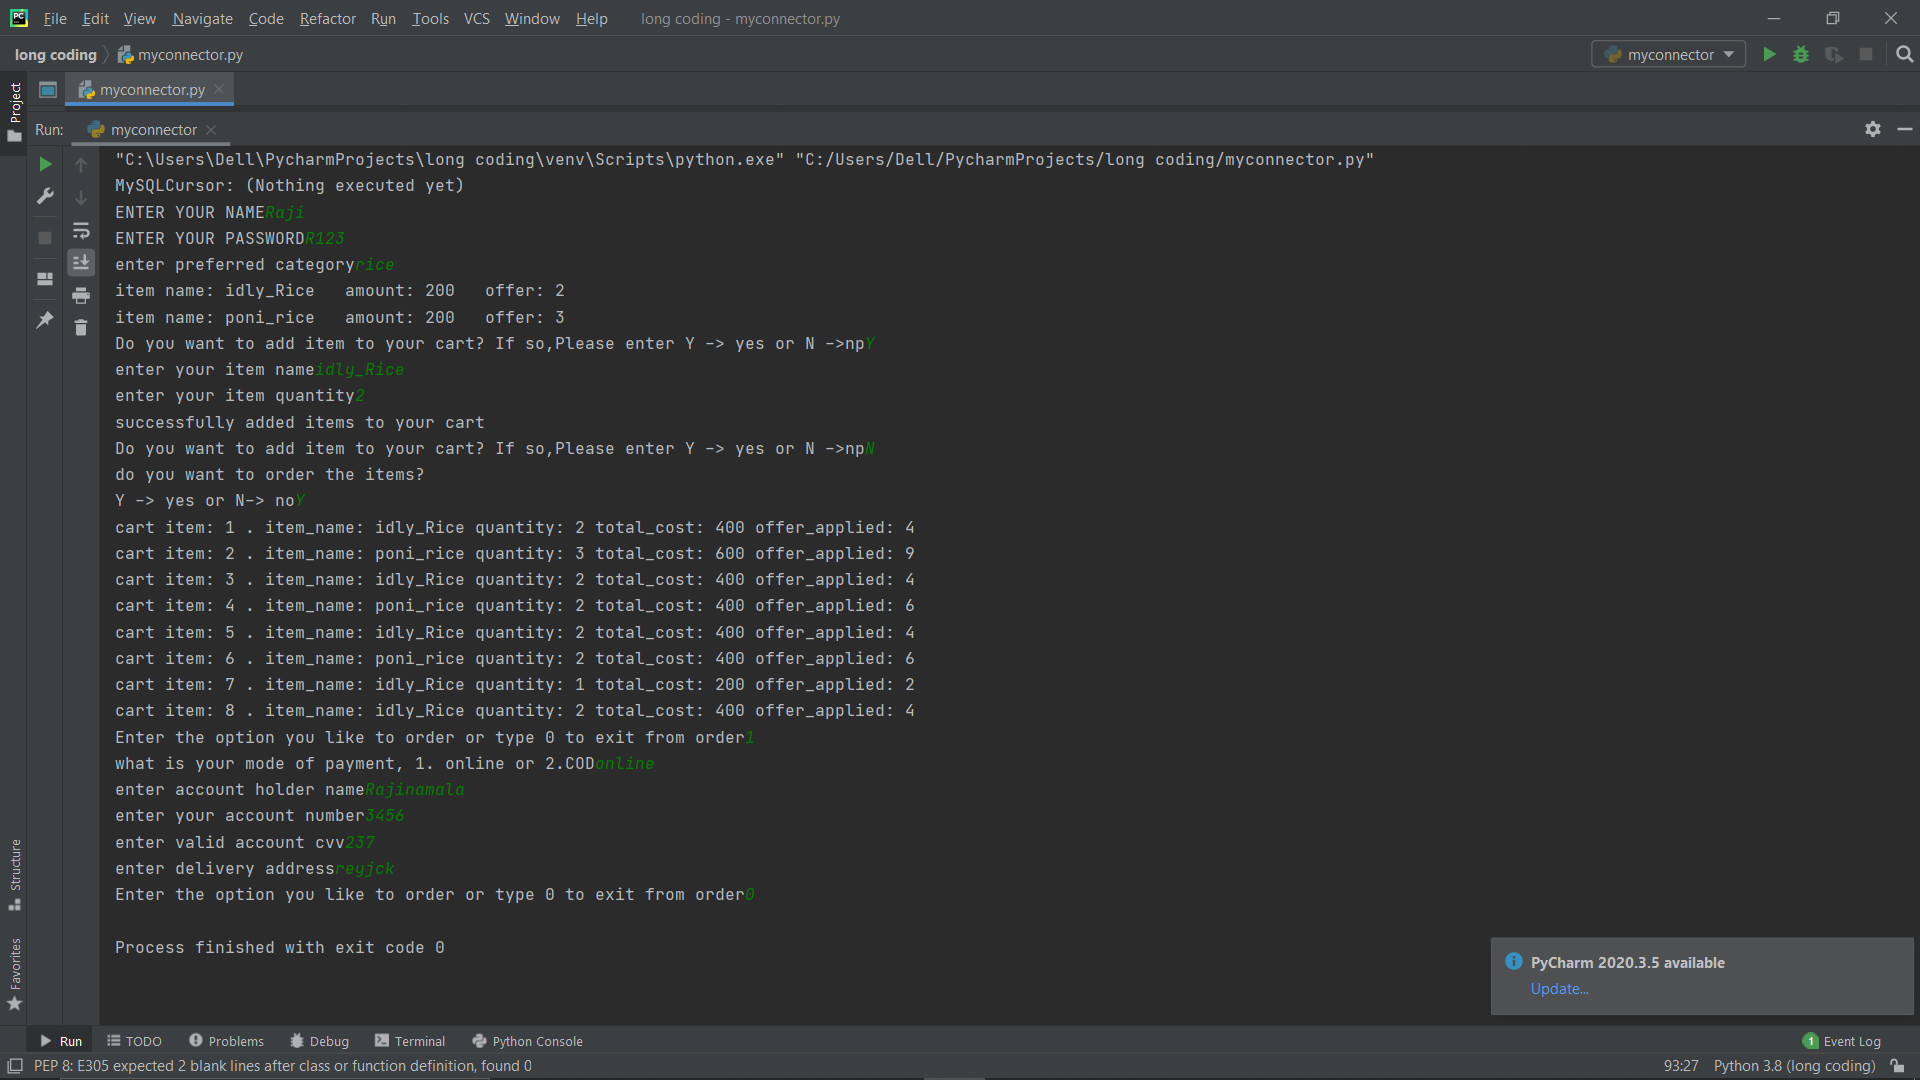 PC File Edit View Navigate Code Refactor Run Tools VCS Window Help long coding - myconnector.py
long coding myconnector.py myconnector
Project
myconnector.py
Run: myconnector
"C:\Users\Dell\PycharmProjects\long coding\venv\Scripts\python.exe" "C:/Users/Dell/PycharmProjects/long coding/myconnector.py"
MySQLCursor: (Nothing executed yet)
ENTER YOUR NAMERaji
ENTER YOUR PASSWORDR123
enter preferred categoryrice
item name: idly_Rice   amount: 200   offer: 2
item name: poni_rice   amount: 200   offer: 3
Do you want to add item to your cart? If so,Please enter Y -> yes or N ->npY
enter your item nameidly_Rice
enter your item quantity2
successfully added items to your cart
Do you want to add item to your cart? If so,Please enter Y -> yes or N ->npN
do you want to order the items?
Y -> yes or N-> noY
cart item: 1 . item_name: idly_Rice quantity: 2 total_cost: 400 offer_applied: 4
cart item: 2 . item_name: poni_rice quantity: 3 total_cost: 600 offer_applied: 9
cart item: 3 . item_name: idly_Rice quantity: 2 total_cost: 400 offer_applied: 4
cart item: 4 . item_name: poni_rice quantity: 2 total_cost: 400 offer_applied: 6
cart item: 5 . item_name: idly_Rice quantity: 2 total_cost: 400 offer_applied: 4
cart item: 6 . item_name: poni_rice quantity: 2 total_cost: 400 offer_applied: 6
cart item: 7 . item_name: idly_Rice quantity: 1 total_cost: 200 offer_applied: 2
cart item: 8 . item_name: idly_Rice quantity: 2 total_cost: 400 offer_applied: 4
Enter the option you like to order or type 0 to exit from order1
what is your mode of payment, 1. online or 2.CODonline
enter account holder nameRajinamala
enter your account number3456
enter valid account cvv237
enter delivery addressreyjck
Enter the option you like to order or type 0 to exit from order0
Process finished with exit code 0
Structure
Favorites
PyCharm 2020.3.5 available
Update...
Run TODO Problems Debug Terminal Python Console 1 Event Log
PEP 8: E305 expected 2 blank lines after class or function definition, found 0 93:27 Python 3.8 (long coding)